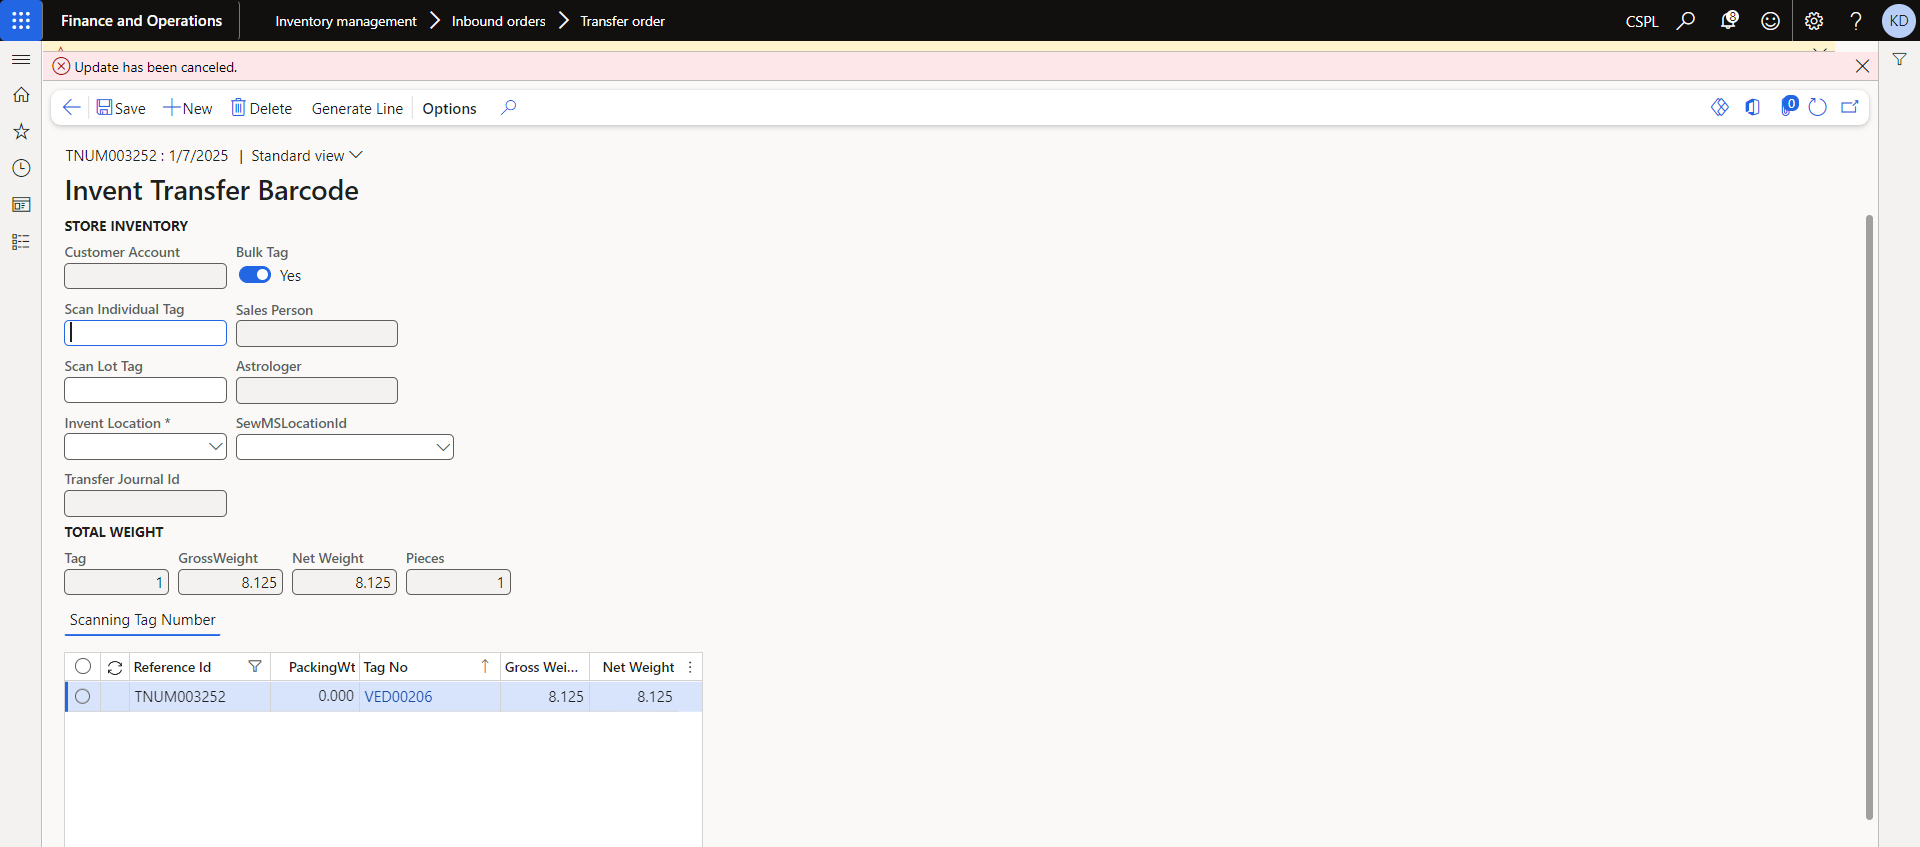 Finance and Operations
Inventory management
Inbound orders
Transfer order
CSPL
8
?
KD
Update has been canceled.
Save
New
Delete
Generate Line
Options
0
TNUM003252 : 1/7/2025 | Standard view
Invent Transfer Barcode
STORE INVENTORY
Customer Account
Bulk Tag
Yes
Scan Individual Tag
Sales Person
Scan Lot Tag
Astrologer
Invent Location *
SewMSLocationId
Transfer Journal Id
TOTAL WEIGHT
Tag GrossWeight Net Weight Pieces
1 8.125 8.125 1
Scanning Tag Number
Reference Id PackingWt Tag No Gross Wei... Net Weight
TNUM003252 0.000 VED00206 8.125 8.125